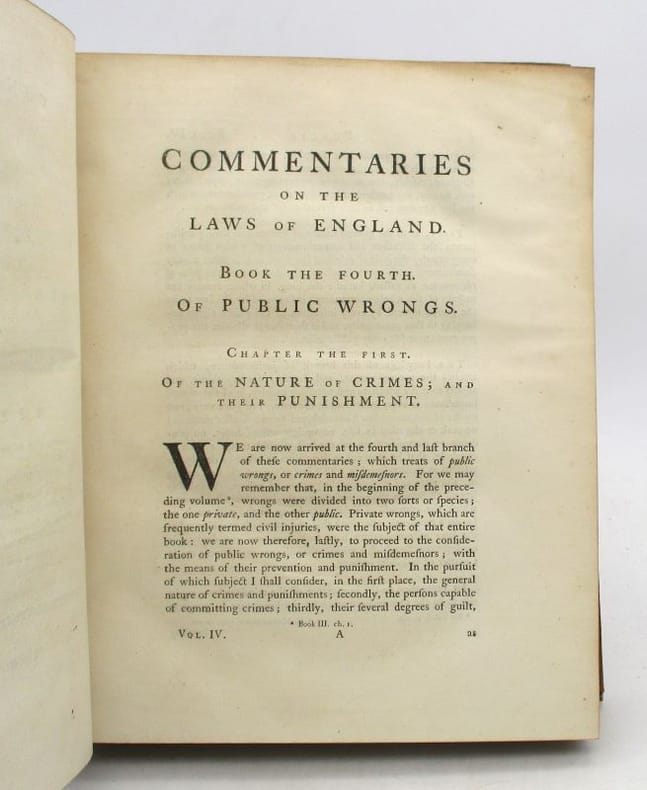 COMMENTARIES
ON THE
LAWS OF ENGLAND.
BOOK THE FOURTH.
OF PUBLIC WRONGS.
CHAPTER THE FIRST.
OF THE NATURE OF CRIMES; AND
THEIR PUNISHMENT.
WE are now arrived at the fourth and laſt branch
of theſe commentaries; which treats of public
wrongs, or crimes and miſdemeſnors. For we may
remember that, in the beginning of the prece-
ding volume*, wrongs were divided into two ſorts or ſpecies;
the one private, and the other public. Private wrongs, which are
frequently termed civil injuries, were the ſubject of that entire
book: we are now therefore, laſtly, to proceed to the conſide-
ration of public wrongs, or crimes and miſdemeſnors; with
the means of their prevention and puniſhment. In the purſuit
of which ſubject I ſhall conſider, in the firſt place, the general
nature of crimes and puniſhments; ſecondly, the perſons capable
of committing crimes; thirdly, their ſeveral degrees of guilt,
* Book III. ch. 1.
VOL. IV. A as